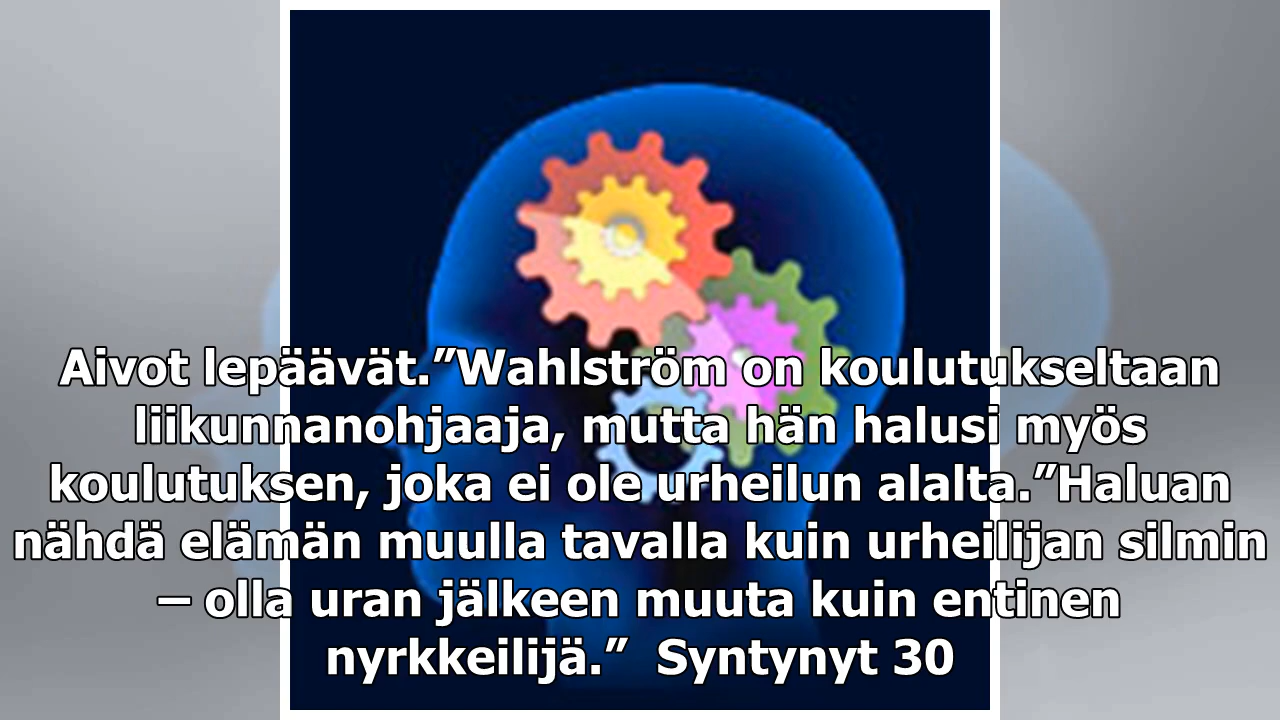 Aivot lepäävät.”Wahlström on koulutukseltaan
liikunnanohjaaja, mutta hän halusi myös
koulutuksen, joka ei ole urheilun alalta.”Haluan
nähdä elämän muulla tavalla kuin urheilijan silmin
– olla uran jälkeen muuta kuin entinen
nyrkkeilijä.”  Syntynyt 30